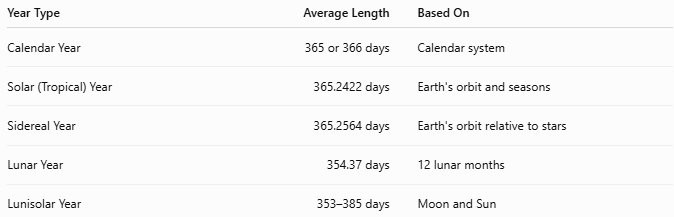 Year Type Average Length Based On
Calendar Year 365 or 366 days Calendar system
Solar (Tropical) Year 365.2422 days Earth's orbit and seasons
Sidereal Year 365.2564 days Earth's orbit relative to stars
Lunar Year 354.37 days 12 lunar months
Lunisolar Year 353–385 days Moon and Sun